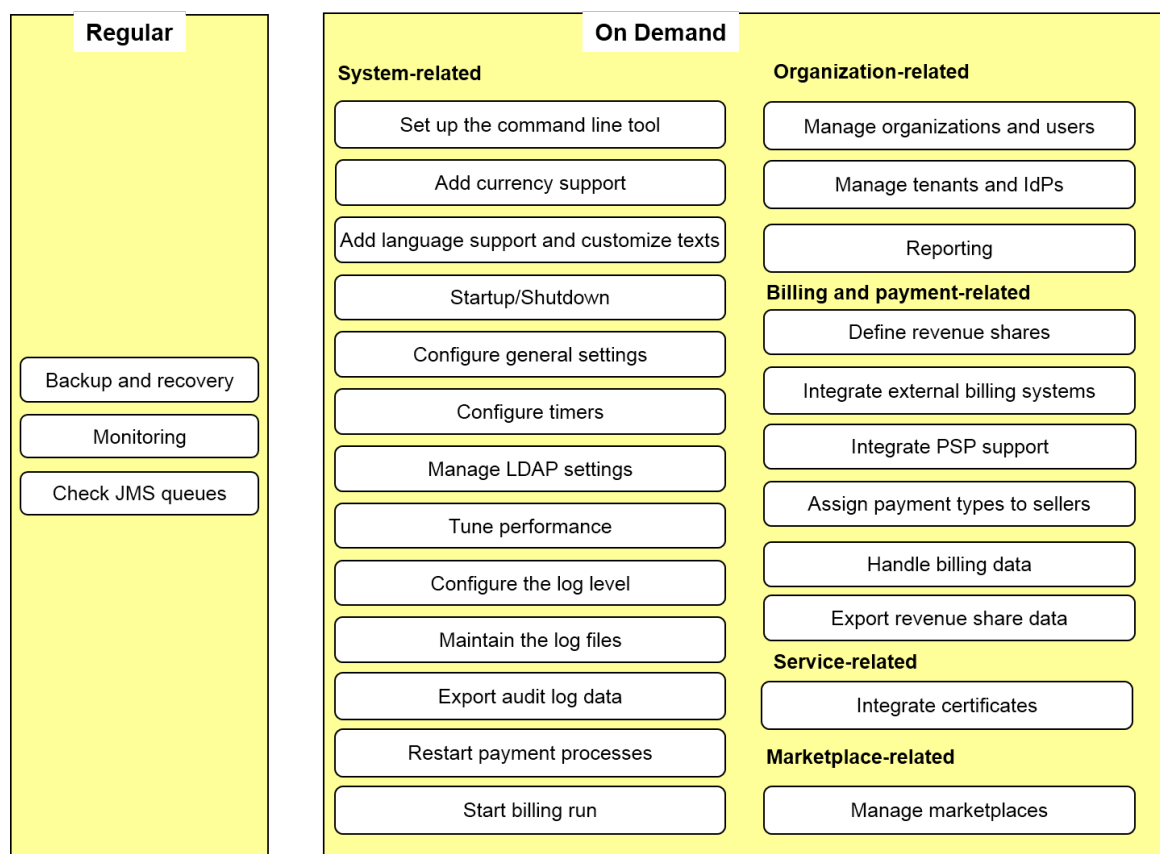 Regular
Backup and recovery
Monitoring
Check JMS queues
On Demand
System-related
Set up the command line tool
Add currency support
Add language support and customize texts
Startup/Shutdown
Configure general settings
Configure timers
Manage LDAP settings
Tune performance
Configure the log level
Maintain the log files
Export audit log data
Restart payment processes
Start billing run
Organization-related
Manage organizations and users
Manage tenants and IdPs
Reporting
Billing and payment-related
Define revenue shares
Integrate external billing systems
Integrate PSP support
Assign payment types to sellers
Handle billing data
Export revenue share data
Service-related
Integrate certificates
Marketplace-related
Manage marketplaces